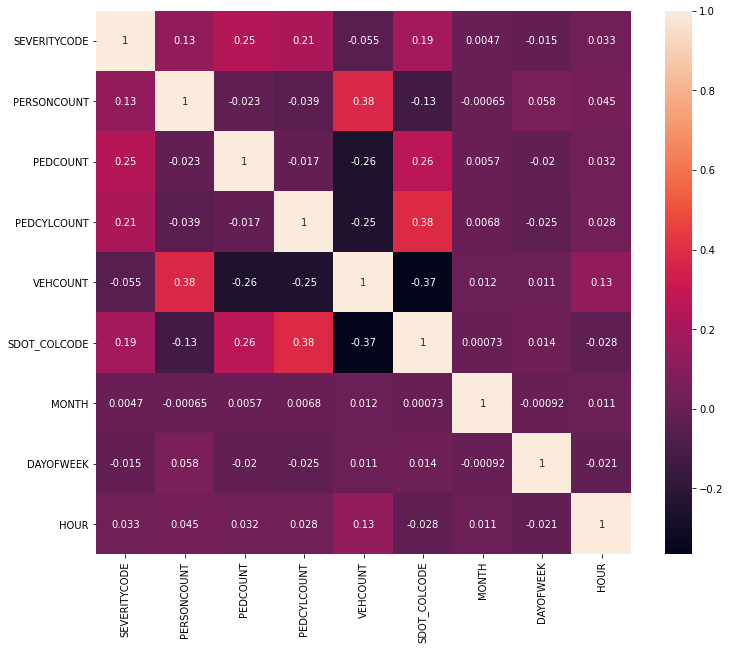 SEVERITYCODE 1 0.13 0.25 0.21 -0.055 0.19 0.0047 -0.015 0.033
PERSONCOUNT 0.13 1 -0.023 -0.039 0.38 -0.13 -0.00065 0.058 0.045
PEDCOUNT 0.25 -0.023 1 -0.017 -0.26 0.26 0.0057 -0.02 0.032
PEDCYLCOUNT 0.21 -0.039 -0.017 1 -0.25 0.38 0.0068 -0.025 0.028
VEHCOUNT -0.055 0.38 -0.26 -0.25 1 -0.37 0.012 0.011 0.13
SDOT_COLCODE 0.19 -0.13 0.26 0.38 -0.37 1 0.00073 0.014 -0.028
MONTH 0.0047 -0.00065 0.0057 0.0068 0.012 0.00073 1 -0.00092 0.011
DAYOFWEEK -0.015 0.058 -0.02 -0.025 0.011 0.014 -0.00092 1 -0.021
HOUR 0.033 0.045 0.032 0.028 0.13 -0.028 0.011 -0.021 1
SEVERITYCODE
PERSONCOUNT
PEDCOUNT
PEDCYLCOUNT
VEHCOUNT
SDOT_COLCODE
MONTH
DAYOFWEEK
HOUR
1.0
0.8
0.6
0.4
0.2
0.0
−0.2